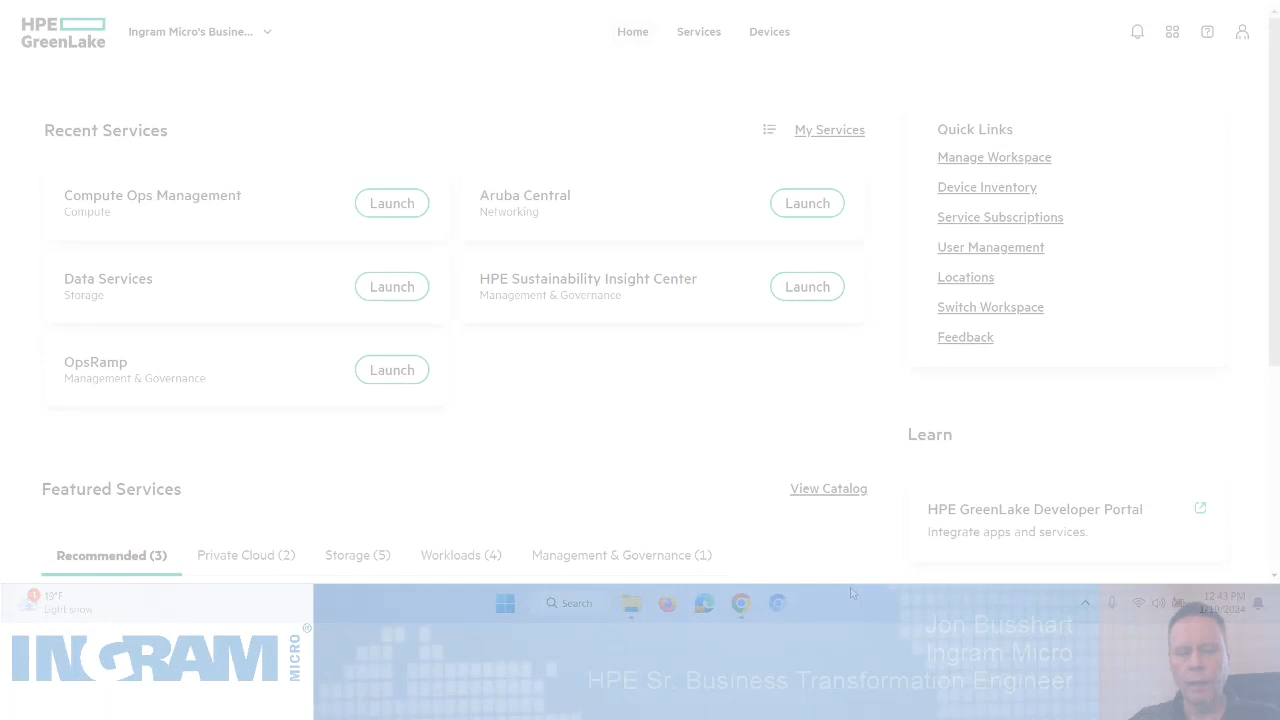 HPE
GreenLake
Ingram Micro's Busine...
Home
Services
Devices
Recent Services
My Services
Compute Ops Management
Compute
Launch
Aruba Central
Networking
Launch
Data Services
Storage
Launch
HPE Sustainability Insight Center
Management & Governance
Launch
OpsRamp
Management & Governance
Launch
Quick Links
Manage Workspace
Device Inventory
Service Subscriptions
User Management
Locations
Switch Workspace
Feedback
Learn
HPE GreenLake Developer Portal
Integrate apps and services.
Featured Services
View Catalog
Recommended (3)
Private Cloud (2)
Storage (5)
Workloads (4)
Management & Governance (1)
1
19°F
Light snow
Search
12:43 PM
1/19/2024
INGRAM
MICRO
®
Jon Busshart
Ingram Micro
HPE Sr. Business Transformation Engineer